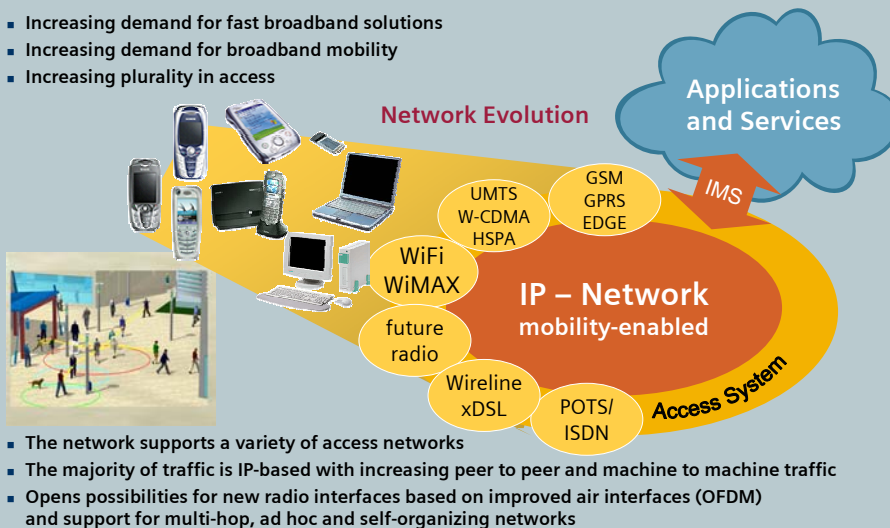 ▪ Increasing demand for fast broadband solutions
▪ Increasing demand for broadband mobility
▪ Increasing plurality in access
Network Evolution
Applications
and Services
IMS
GSM
GPRS
EDGE
UMTS
W-CDMA
HSPA
WiFi
WiMAX
IP – Network
mobility-enabled
future
radio
Wireline
xDSL
POTS/
ISDN
Access System
▪ The network supports a variety of access networks
▪ The majority of traffic is IP-based with increasing peer to peer and machine to machine traffic
▪ Opens possibilities for new radio interfaces based on improved air interfaces (OFDM)
and support for multi-hop, ad hoc and self-organizing networks